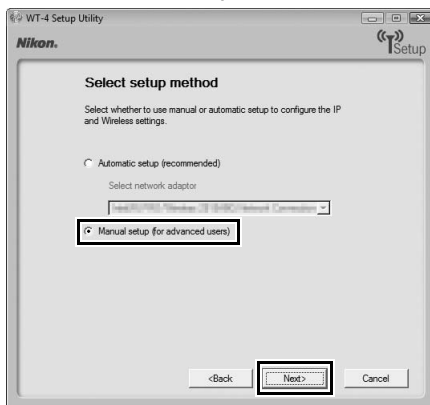 WT-4 Setup Utility
Nikon.
Setup
Select setup method
Select whether to use manual or automatic setup to configure the IP
and Wireless settings.
Automatic setup (recommended)
Select network adaptor
Manual setup (for advanced users)
<Back
Next>
Cancel